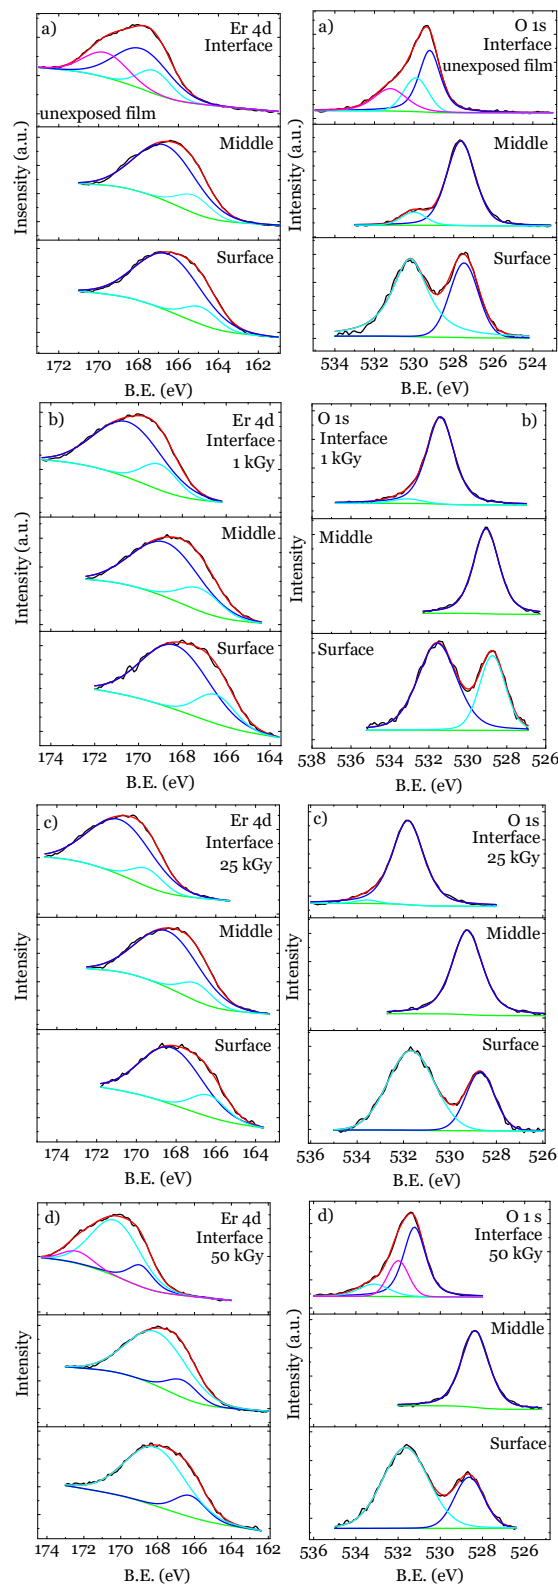 a)
Er 4d
Interface
unexposed film
Middle
Surface
Insensity (a.u.)
172 170 168 166 164 162
B.E. (eV)
a)
O 1s
Interface
unexposed film
Middle
Surface
Intensity (a.u.)
534 532 530 528 526 524
B.E. (eV)
b)
Er 4d
Interface
1 kGy
Middle
Surface
Intensity (a.u.)
174 172 170 168 166 164
B.E. (eV)
O 1s
b)
Interface
1 kGy
Middle
Surface
Intensity
538 536 534 532 530 528 526
B.E. (eV)
c)
Er 4d
Interface
25 kGy
Middle
Surface
Intensity
174 172 170 168 166 164
B.E. (eV)
c)
O 1s
Interface
25 kGy
Middle
Surface
Intensity
536 534 532 530 528 526
B.E. (eV)
d)
Er 4d
Interface
50 kGy
Intensity
174 172 170 168 166 164 162
B.E. (eV)
d)
O 1 s
Interface
50 kGy
Middle
Surface
Intensity (a.u.)
536 534 532 530 528 526
B.E. (eV)